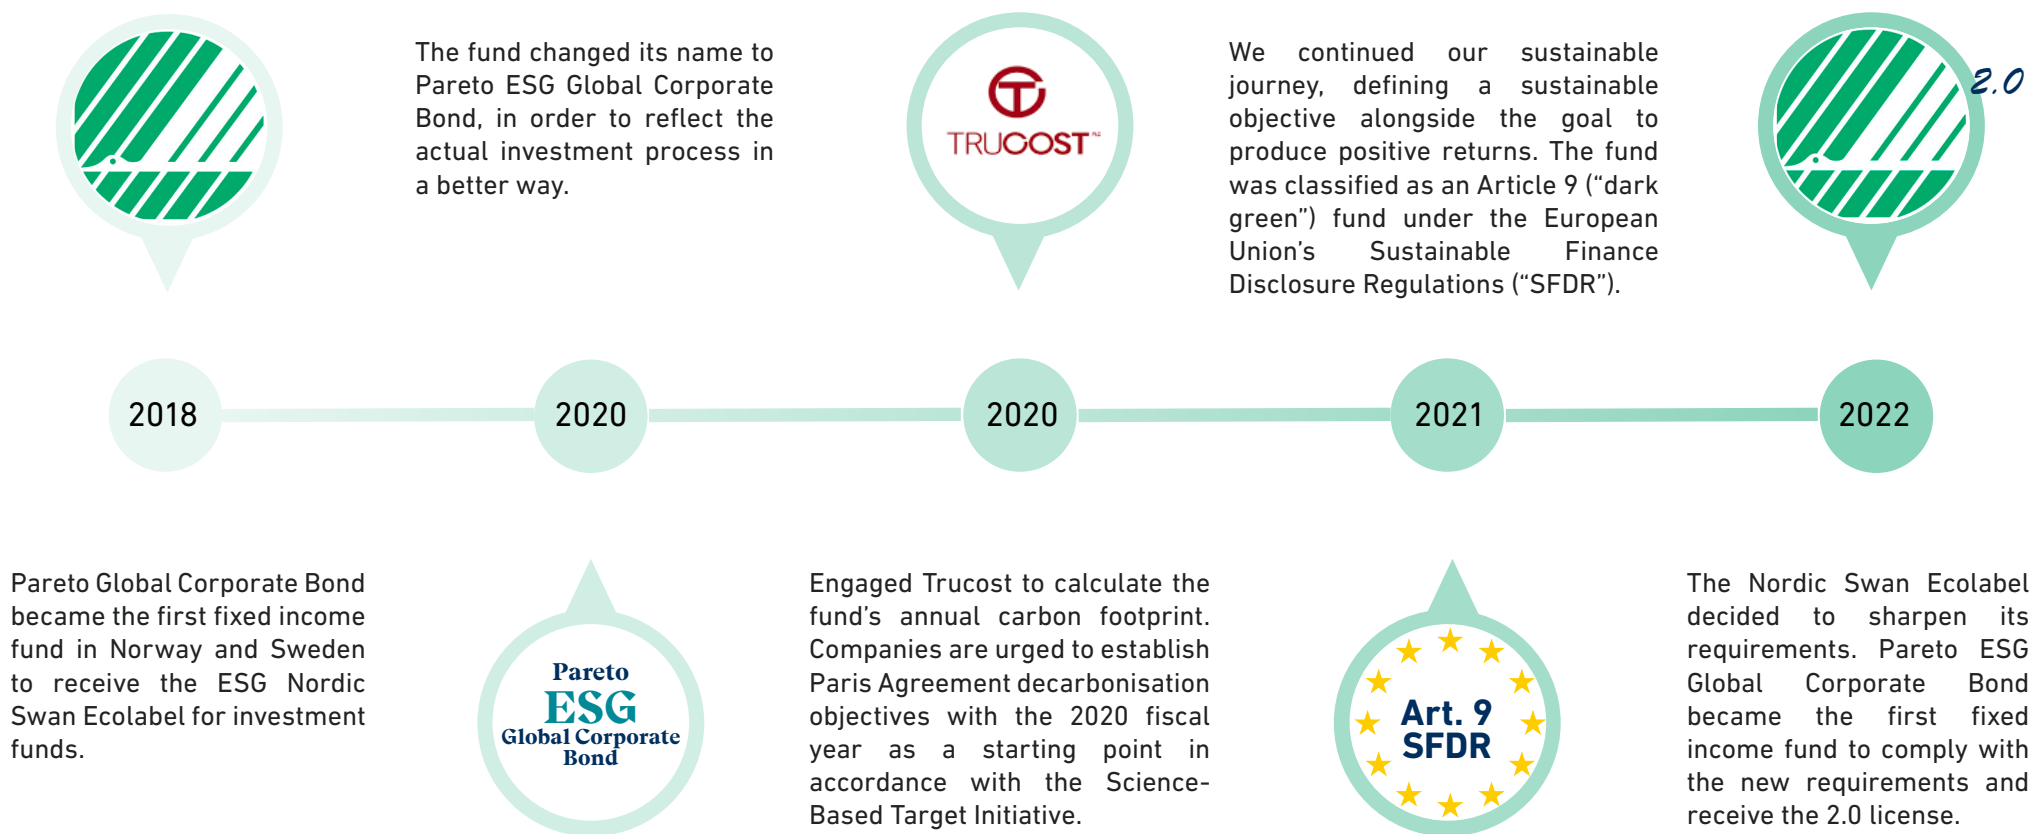 The fund changed its name to
Pareto ESG Global Corporate
Bond, in order to reflect the
actual investment process in
a better way.
TRUCOST
We continued our sustainable
journey, defining a sustainable
objective alongside the goal to
produce positive returns. The fund
was classified as an Article 9 (“dark
green”) fund under the European
Union’s Sustainable Finance
Disclosure Regulations (“SFDR”).
2.0
2018
2020
2020
2021
2022
Pareto Global Corporate Bond
became the first fixed income
fund in Norway and Sweden
to receive the ESG Nordic
Swan Ecolabel for investment
funds.
Pareto
ESG
Global Corporate
Bond
Engaged Trucost to calculate the
fund’s annual carbon footprint.
Companies are urged to establish
Paris Agreement decarbonisation
objectives with the 2020 fiscal
year as a starting point in
accordance with the Science-
Based Target Initiative.
Art. 9
SFDR
The Nordic Swan Ecolabel
decided to sharpen its
requirements. Pareto ESG
Global Corporate Bond
became the first fixed
income fund to comply with
the new requirements and
receive the 2.0 license.